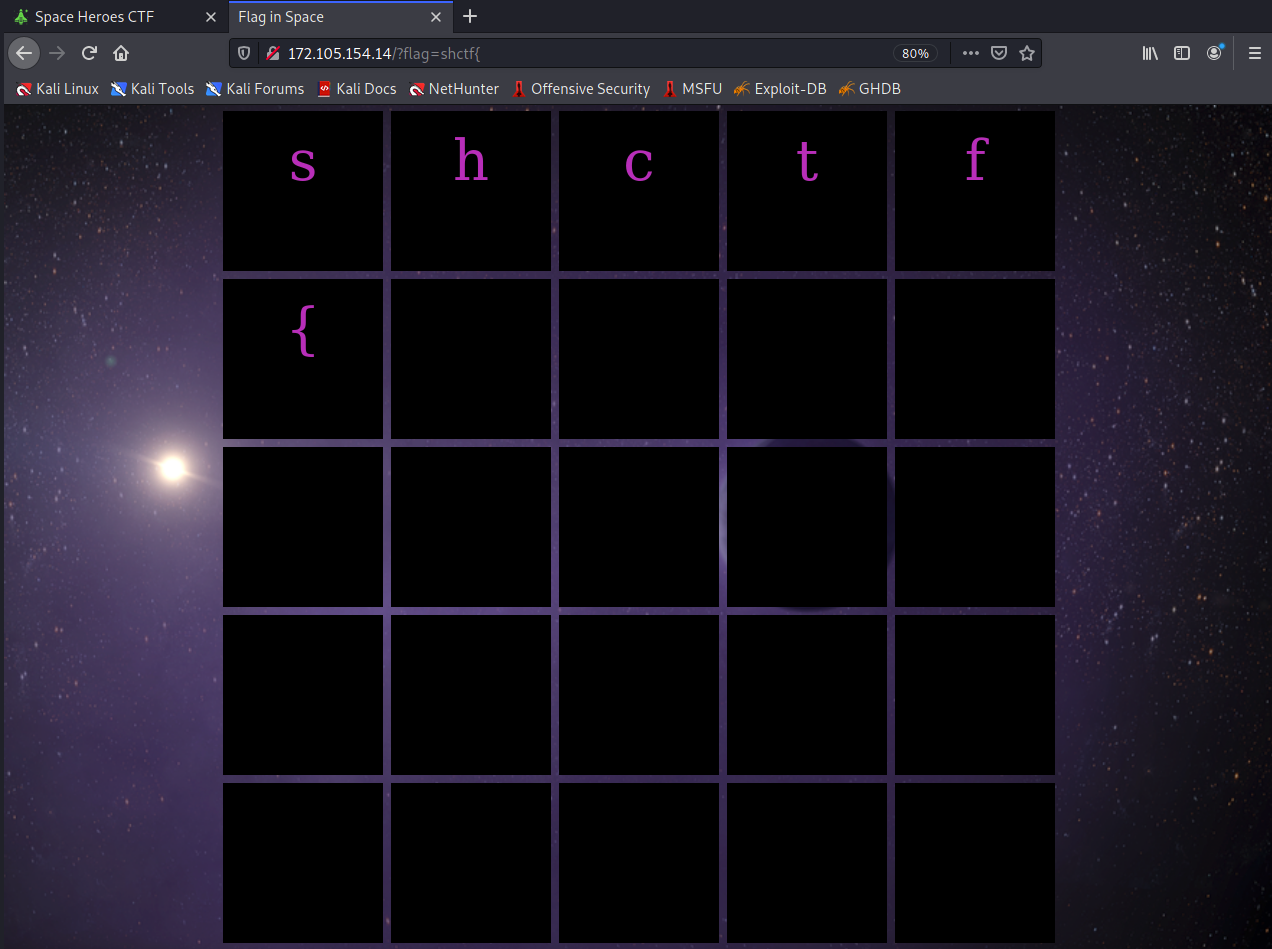 Space Heroes CTF
Flag in Space
172.105.154.14/?flag=shctf{
80%
Kali Linux Kali Tools Kali Forums Kali Docs NetHunter Offensive Security MSFU Exploit-DB GHDB
s h c t f
{